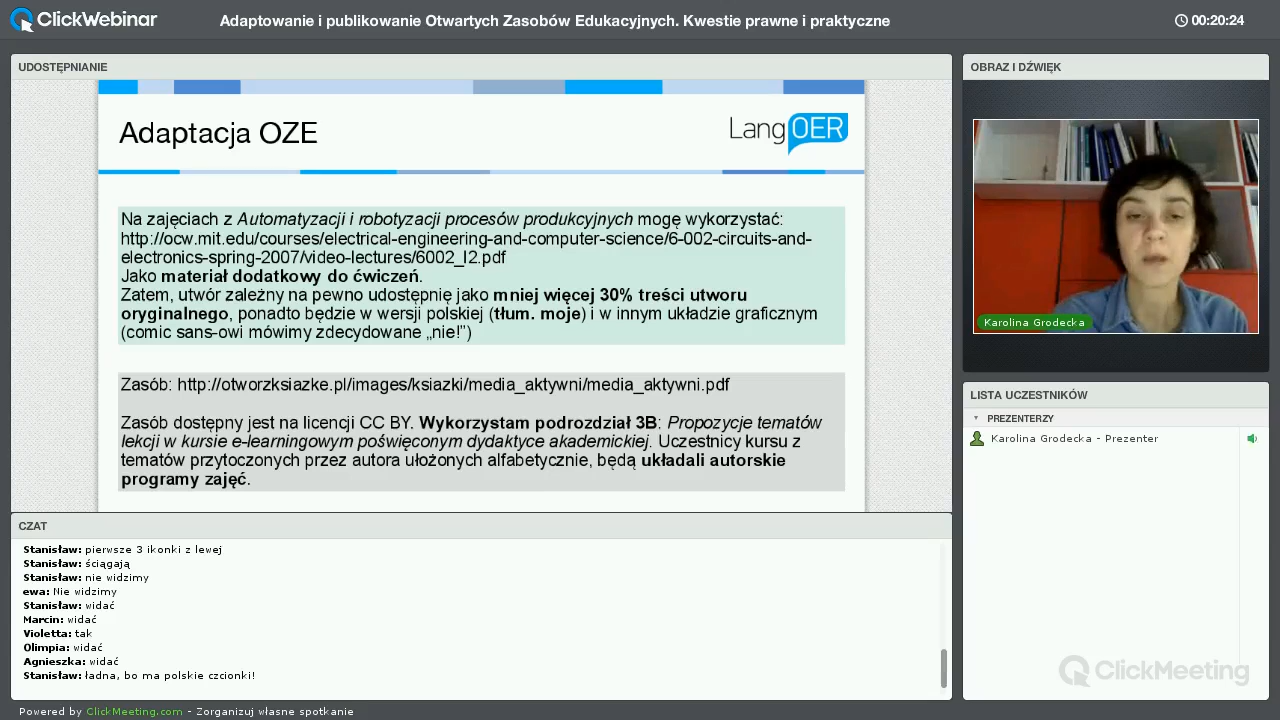 ClickWebinar
Adaptowanie i publikowanie Otwartych Zasobów Edukacyjnych. Kwestie prawne i praktyczne
00:20:24
UDOSTĘPNIANIE
Adaptacja OZE
LangOER
Na zajęciach z Automatyzacji i robotyzacji procesów produkcyjnych mogę wykorzystać:
http://ocw.mit.edu/courses/electrical-engineering-and-computer-science/6-002-circuits-and-
electronics-spring-2007/video-lectures/6002_l2.pdf
Jako materiał dodatkowy do ćwiczeń.
Zatem, utwór zależny na pewno udostępnię jako mniej więcej 30% treści utworu
oryginalnego, ponadto będzie w wersji polskiej (tłum. moje) i w innym układzie graficznym
(comic sans-owi mówimy zdecydowane „nie!”)
Zasób: http://otworzksiazke.pl/images/ksiazki/media_aktywni/media_aktywni.pdf
Zasób dostępny jest na licencji CC BY. Wykorzystam podrozdział 3B: Propozycje tematów
lekcji w kursie e-learningowym poświęconym dydaktyce akademickiej. Uczestnicy kursu z
tematów przytoczonych przez autora ułożonych alfabetycznie, będą układali autorskie
programy zajęć.
CZAT
Stanisław: pierwsze 3 ikonki z lewej
Stanisław: ściągają
Stanisław: nie widzimy
ewa: Nie widzimy
Stanisław: widać
Marcin: widać
Violetta: tak
Olimpia: widać
Agnieszka: widać
Stanisław: ładna, bo ma polskie czcionki!
OBRAZ I DŹWIĘK
Karolina Grodecka
LISTA UCZESTNIKÓW
PREZENTERZY
Karolina Grodecka - Prezenter
ClickMeeting
Powered by ClickMeeting.com - Zorganizuj własne spotkanie